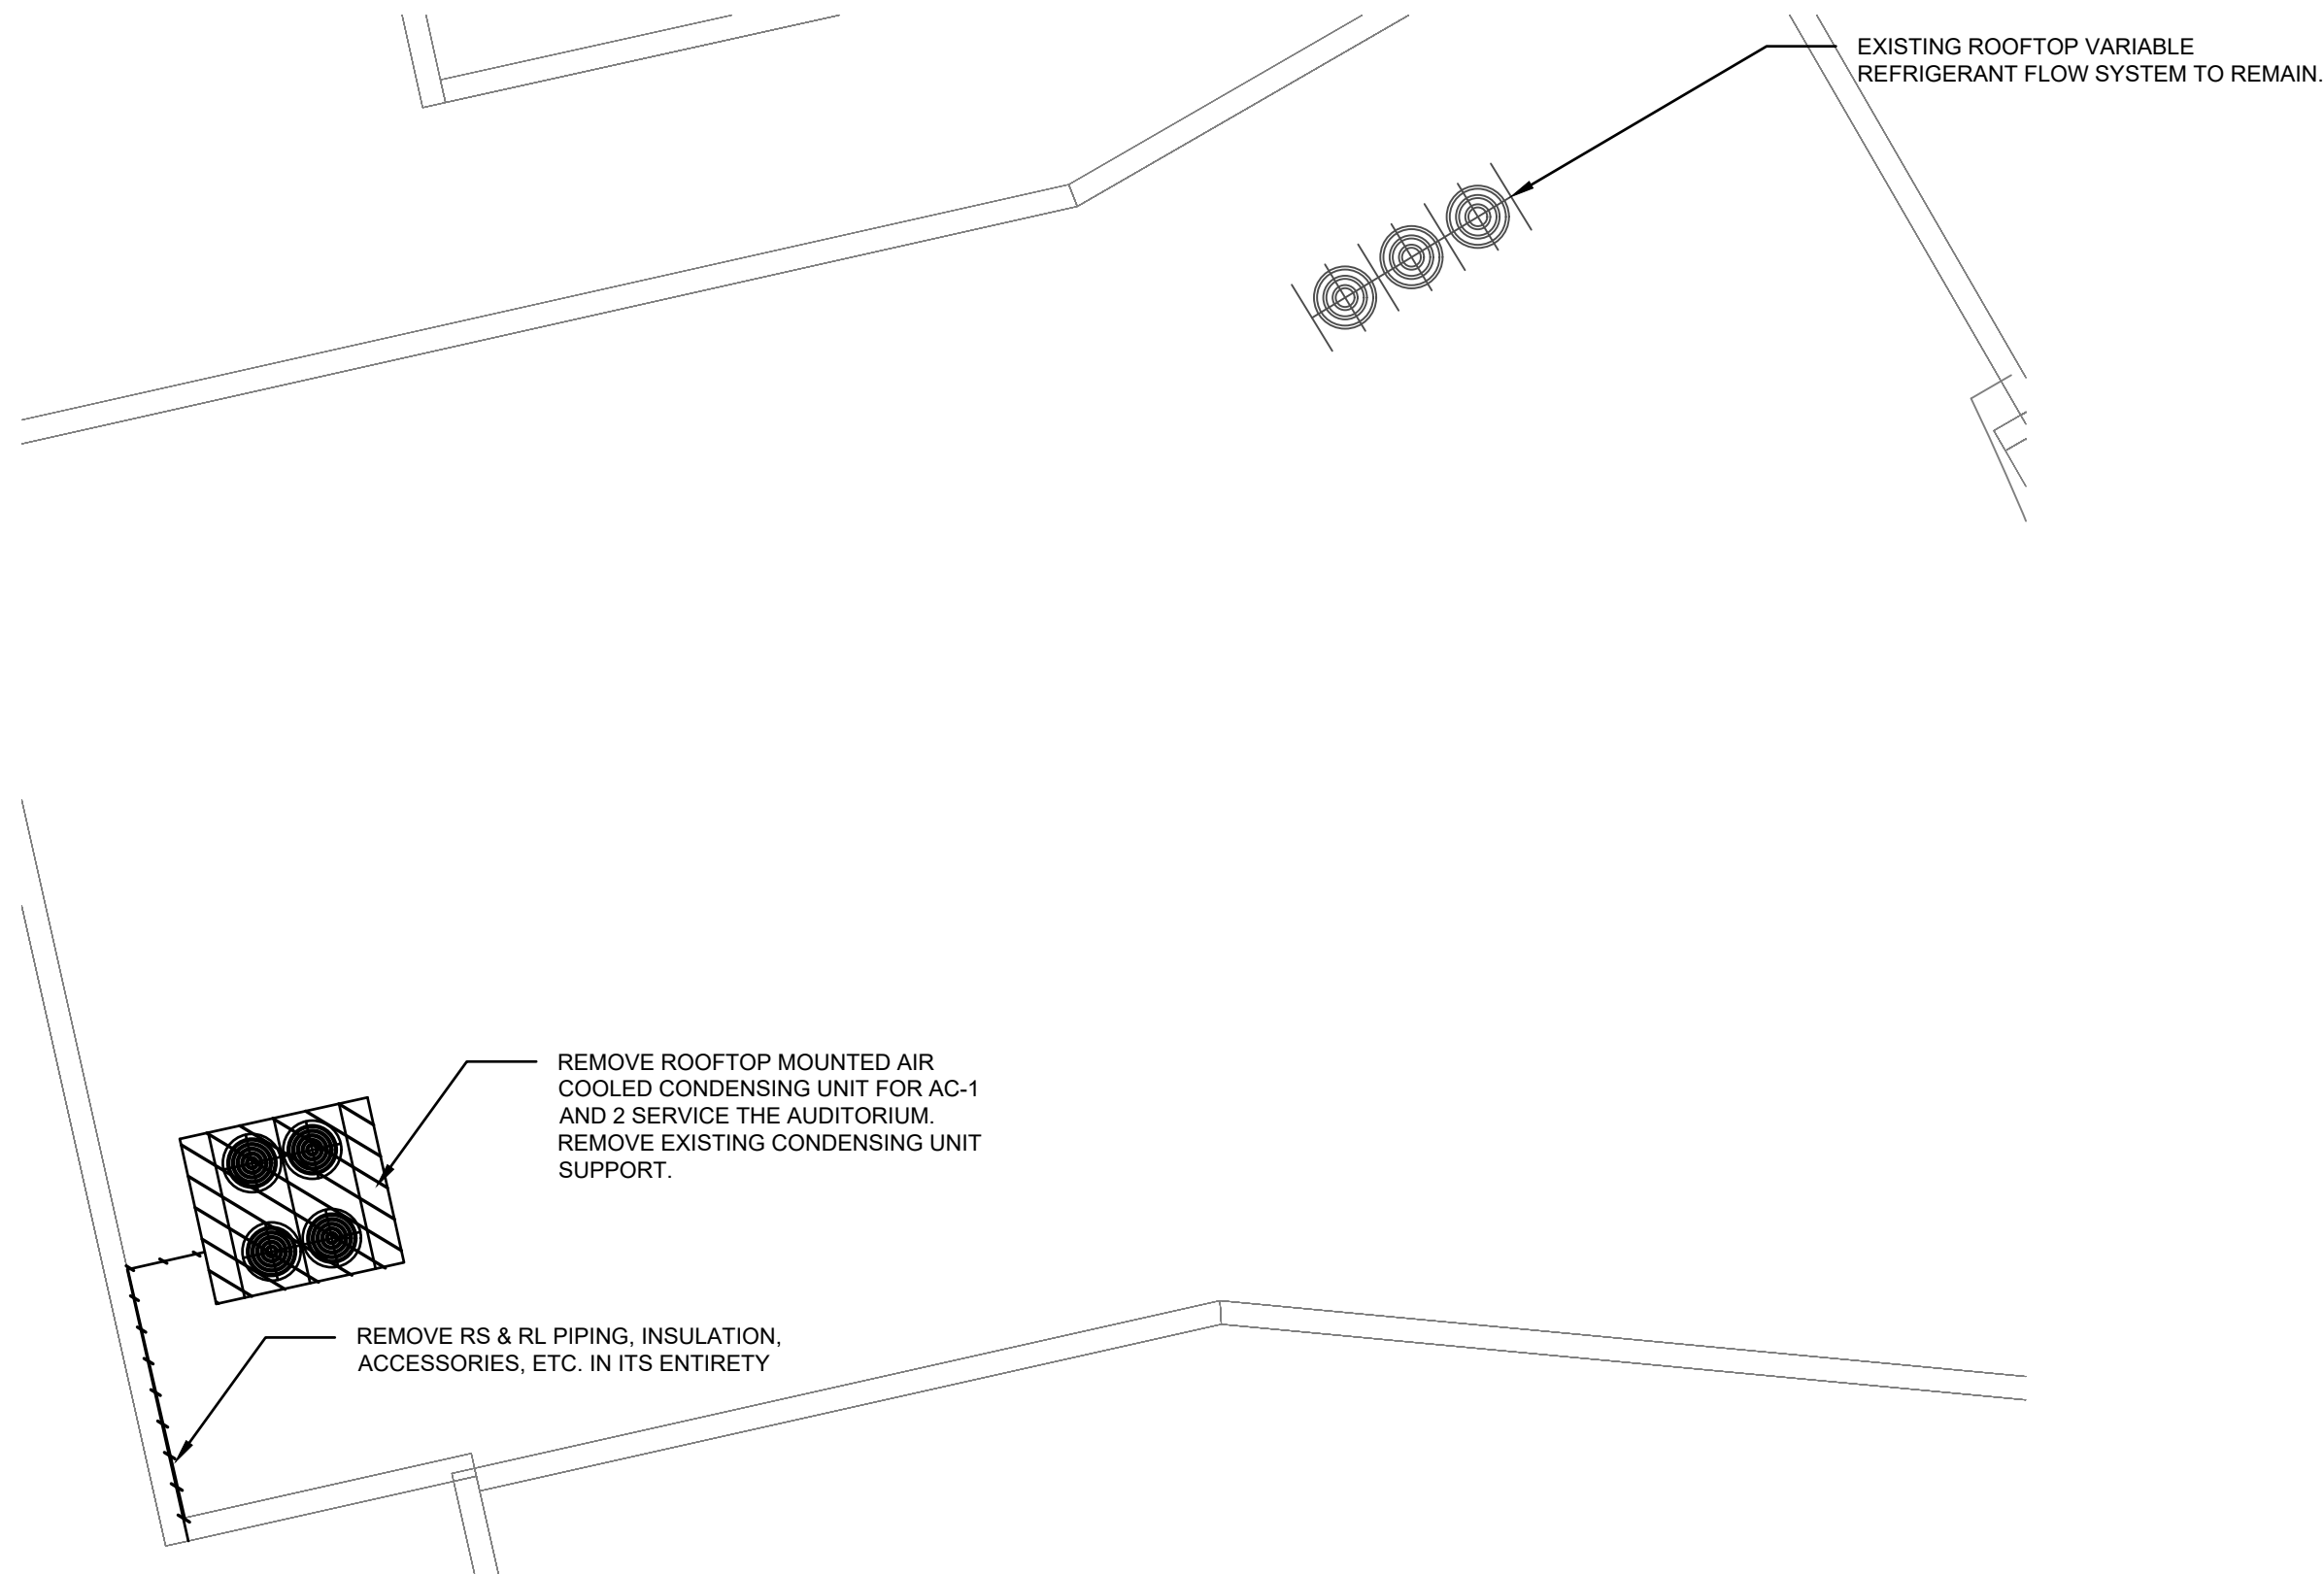 EXISTING ROOFTOP VARIABLE
REFRIGERANT FLOW SYSTEM TO REMAIN.
REMOVE ROOFTOP MOUNTED AIR
COOLED CONDENSING UNIT FOR AC-1
AND 2 SERVICE THE AUDITORIUM.
REMOVE EXISTING CONDENSING UNIT
SUPPORT.
REMOVE RS & RL PIPING, INSULATION,
ACCESSORIES, ETC. IN ITS ENTIRETY